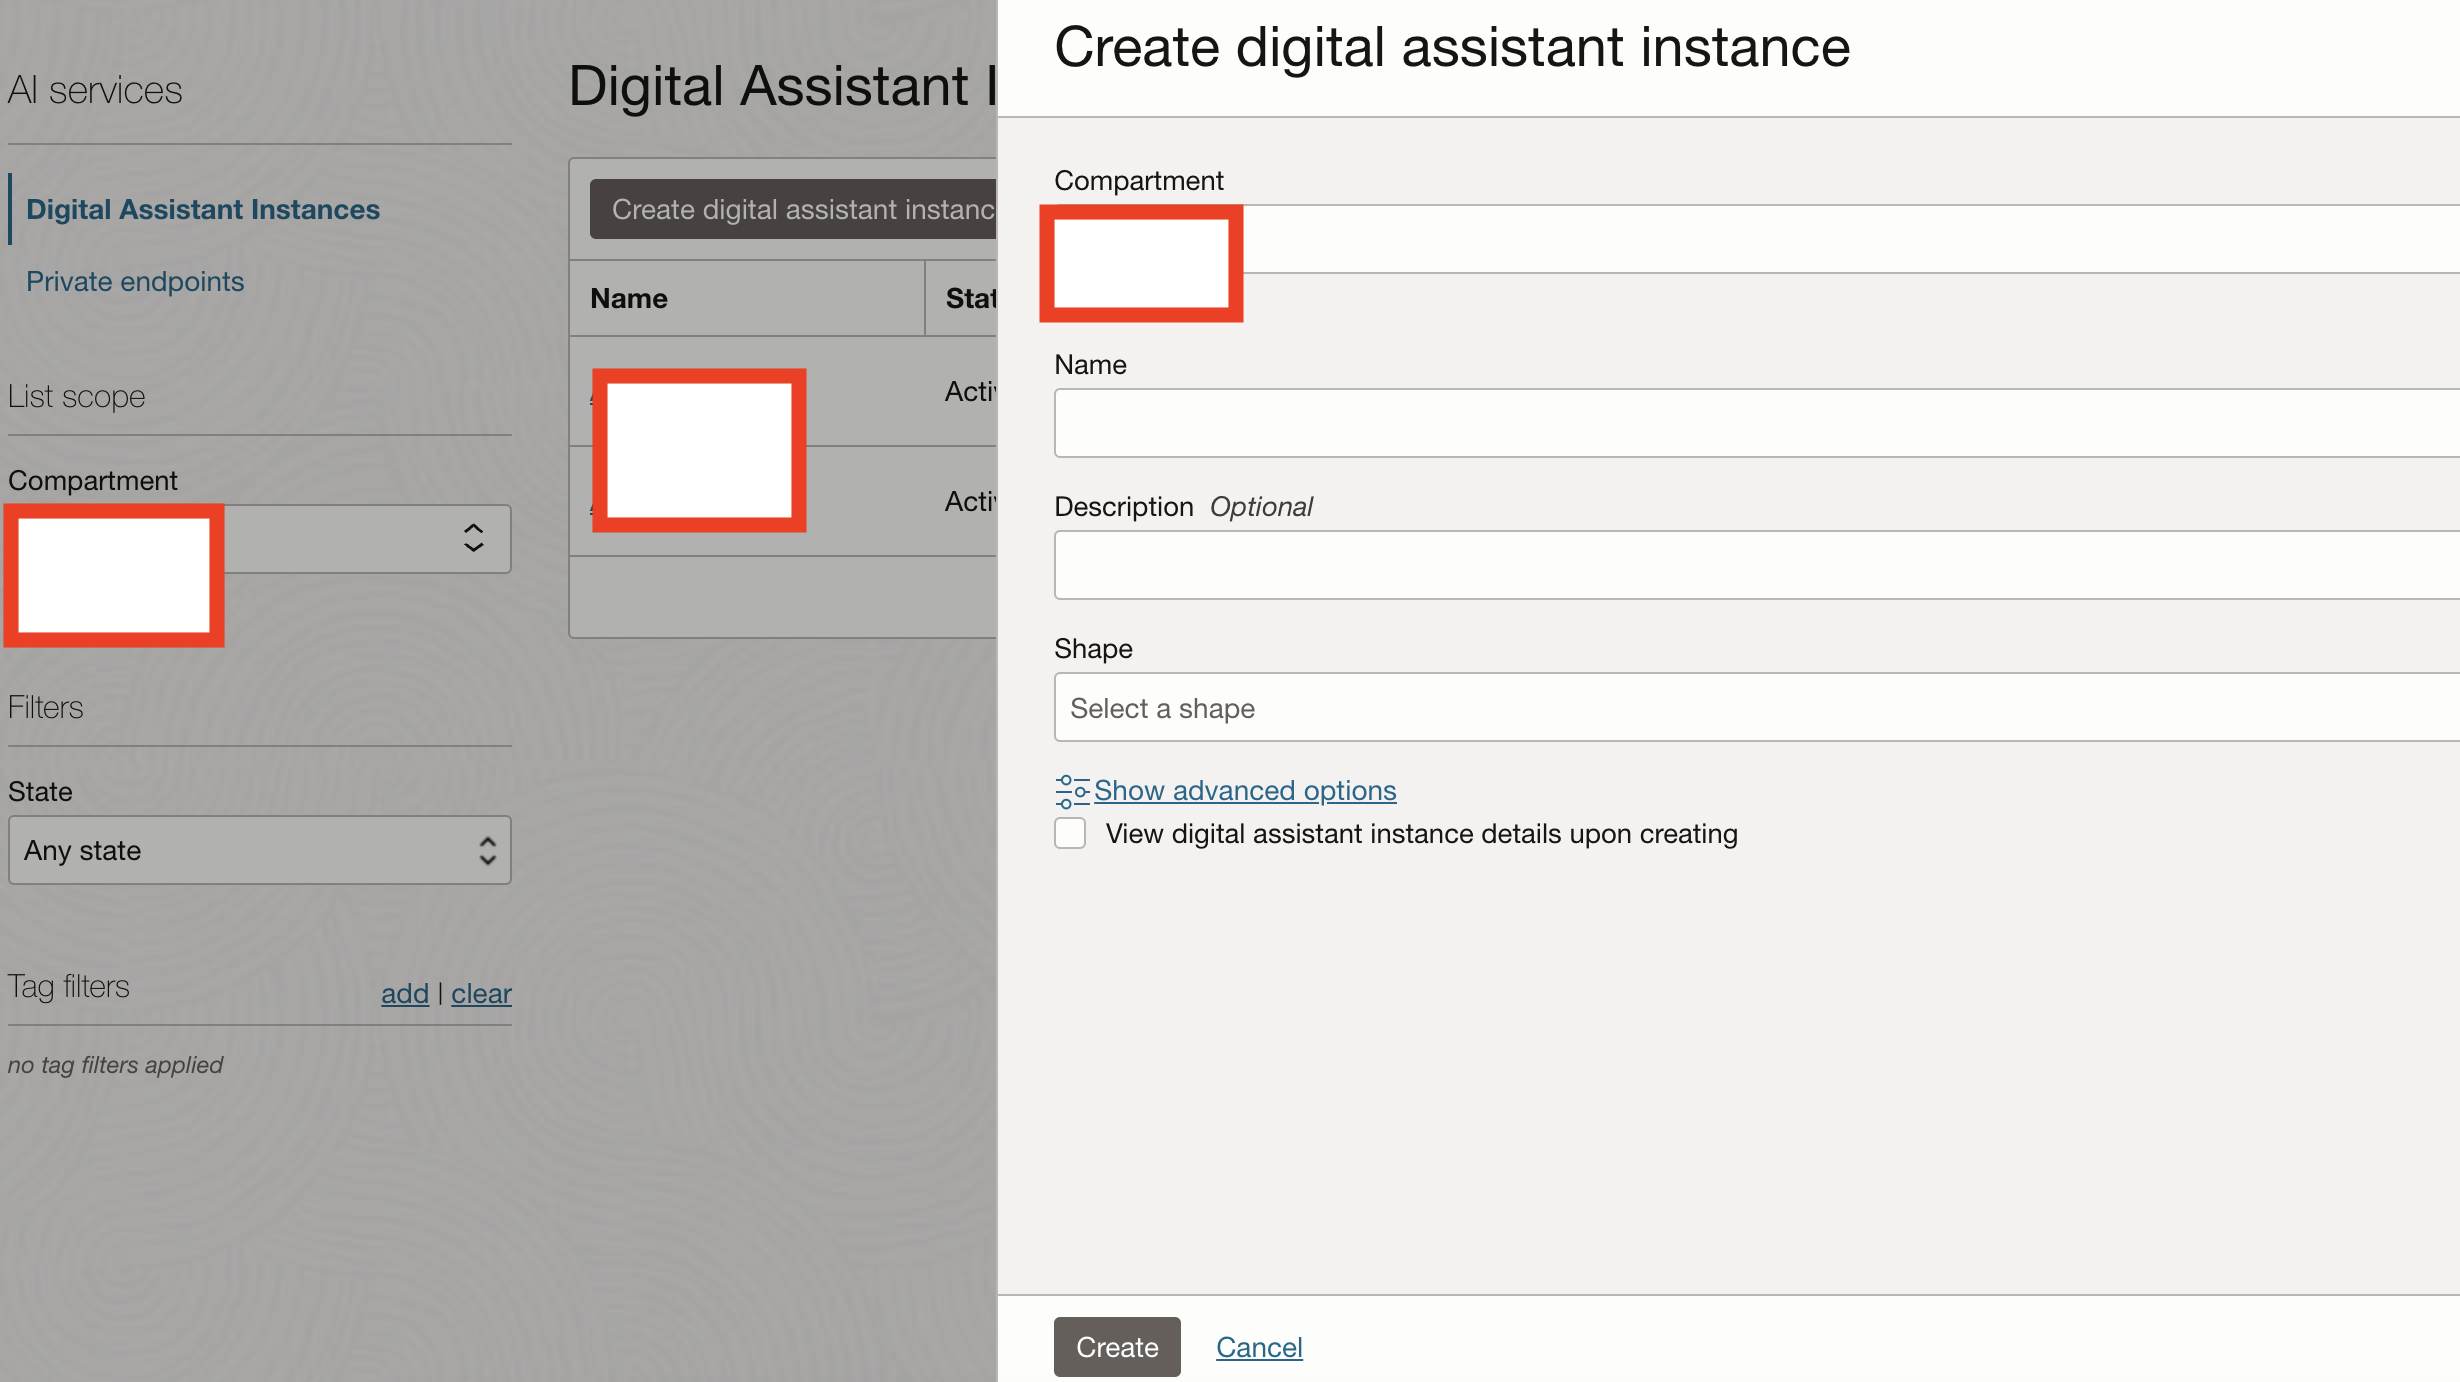 AI services
Digital Assistant Instances
Private endpoints
List scope
Compartment
Filters
State
Any state
Tag filters
add | clear
no tag filters applied
Digital Assistant I
Create digital assistant instanc
Name
Stat
Acti
Acti
Create digital assistant instance
Compartment
Name
Description Optional
Shape
Select a shape
Show advanced options
View digital assistant instance details upon creating
Create
Cancel